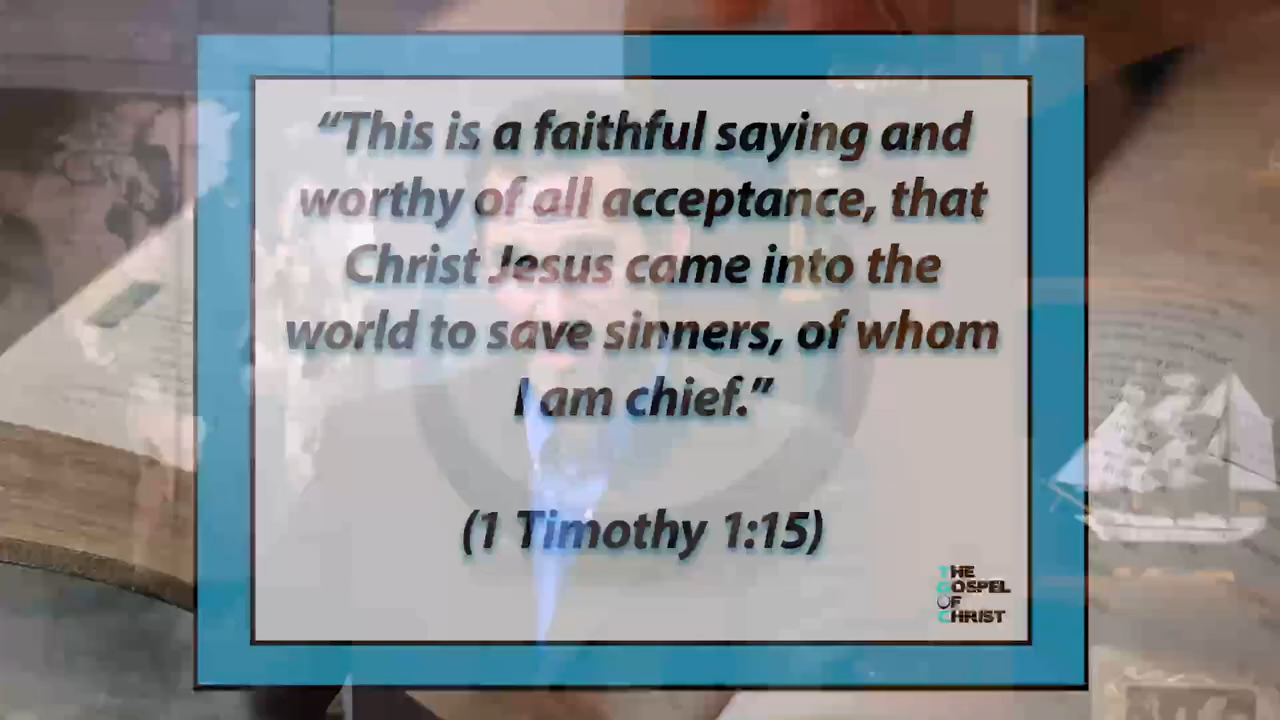 “This is a faithful saying and
worthy of all acceptance, that
Christ Jesus came into the
world to save sinners, of whom
I am chief.”
(1 Timothy 1:15)
THE
GOSPEL
OF
CHRIST